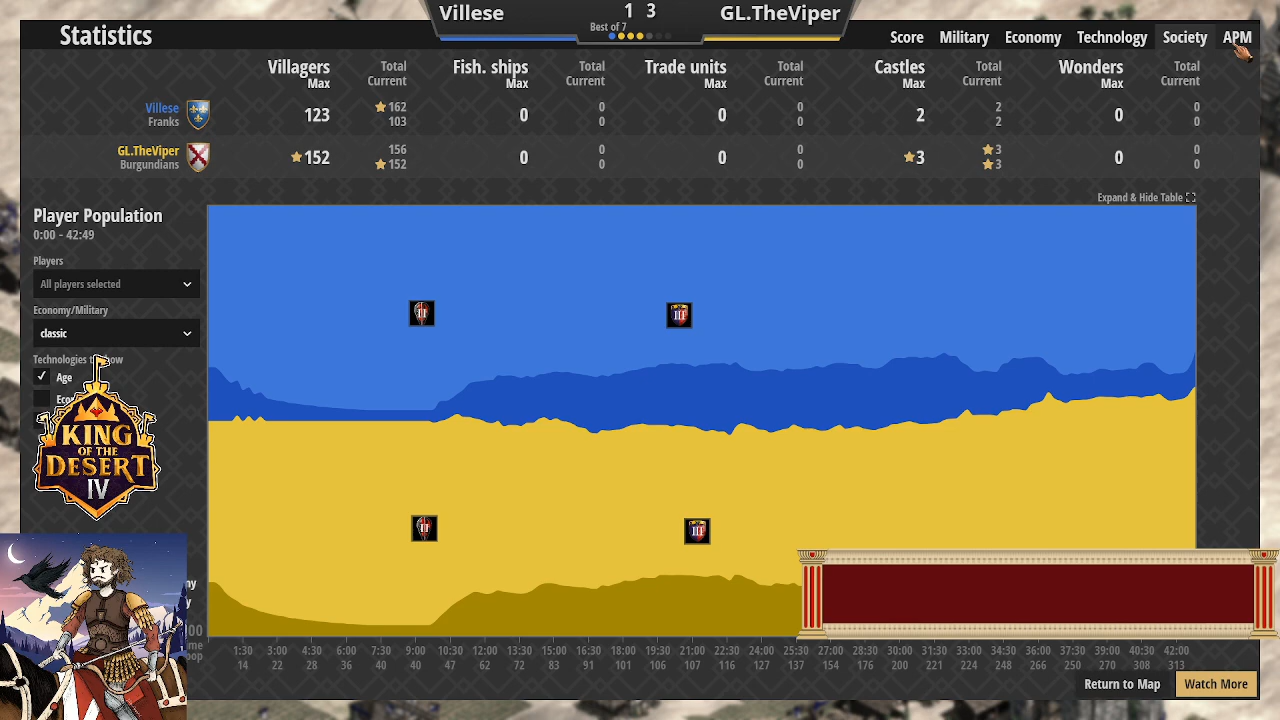 Villese 1 3 GL.TheViper
Best of 7
Statistics
Score Military Economy Technology Society APM
Villagers Total Fish. ships Total Trade units Total Castles Total Wonders Total
Max Current Max Current Max Current Max Current Max Current
Villese 123 162 0 0 0 0 2 2 0 0
Franks 103 0 0 2 0
GL.TheViper 152 156 0 0 0 0 3 3 0 0
Burgundians 152 0 0 3 0
Expand & Hide Table
Player Population
0:00 - 42:49
Players
All players selected
Economy/Military
classic
Age
II
III
II
III
KING
OF THE
DESERT
IV
1:30 3:00 4:30 6:00 7:30 9:00 10:30 12:00 13:30 15:00 16:30 18:00 19:30 21:00 22:30 24:00 25:30 27:00 28:30 30:00 31:30 33:00 34:30 36:00 37:30 39:00 40:30 42:00
14 22 28 36 40 40 47 62 72 83 91 101 106 107 116 127 137 154 176 200 221 224 248 266 250 270 308 313
Return to Map Watch More